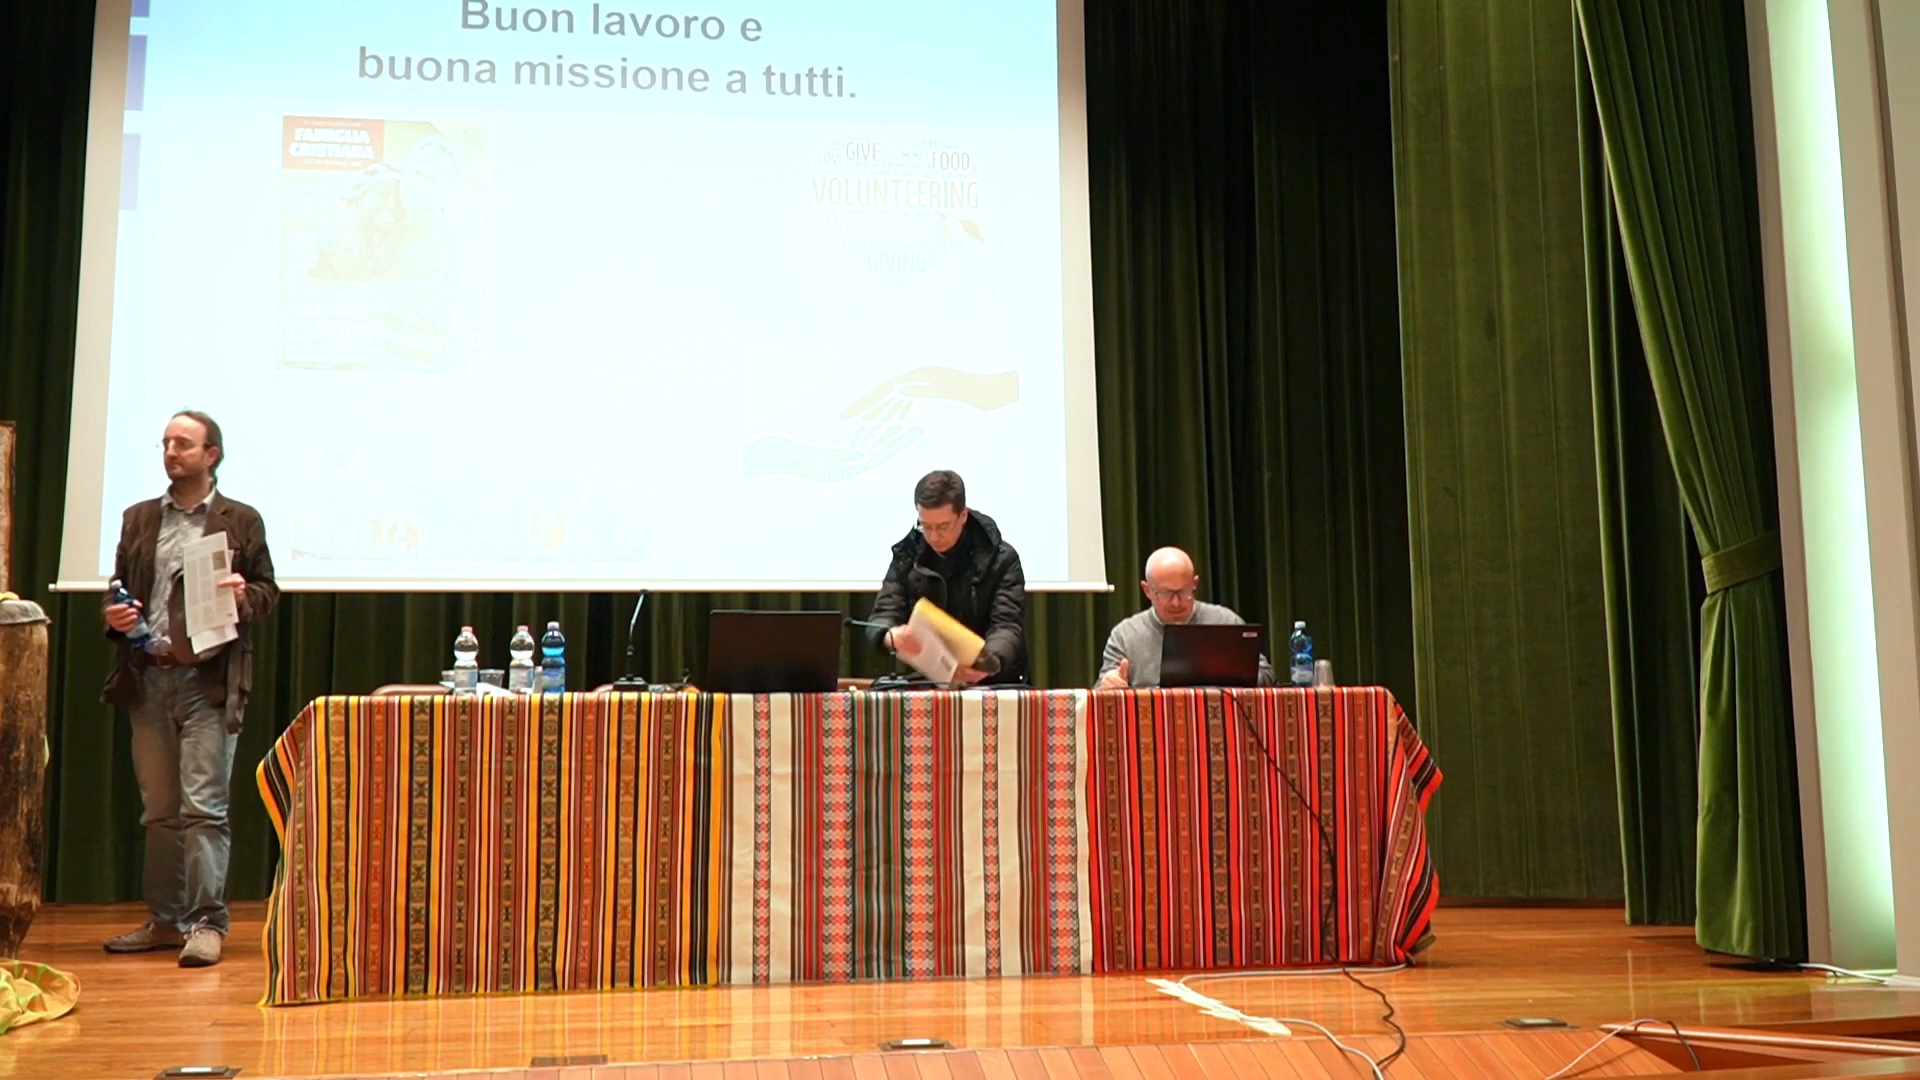 Buon lavoro e
buona missione a tutti.
FAMIGLIA
CRISTIANA
GIVE FOOD
VOLUNTEERING
GIVING